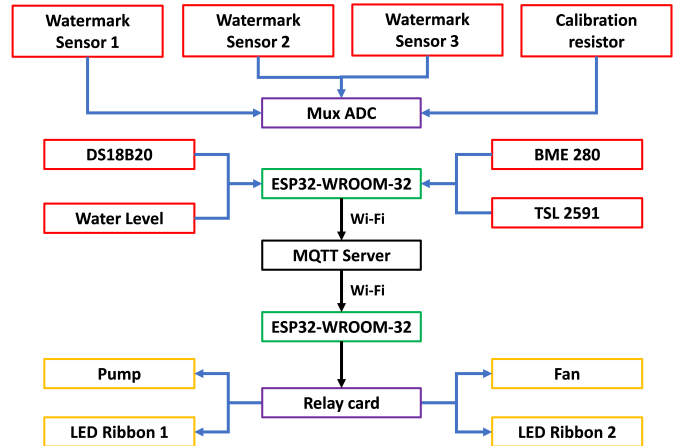 Watermark
Sensor 1
Watermark
Sensor 2
Watermark
Sensor 3
Calibration
resistor
Mux ADC
DS18B20
BME 280
ESP32-WROOM-32
Water Level
TSL 2591
Wi-Fi
MQTT Server
Wi-Fi
ESP32-WROOM-32
Pump
Fan
Relay card
LED Ribbon 1
LED Ribbon 2